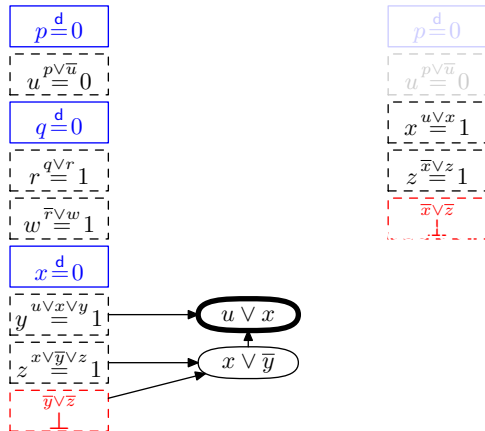 p =^d 0
u =^{p∨u̅} 0
q =^d 0
r =^{q∨r} 1
w =^{r̅∨w} 1
x =^d 0
y =^{u∨x∨y} 1
z =^{x∨y̅∨z} 1
y̅∨z̅
⊥
u ∨ x
x ∨ y̅
p =^d 0
u =^{p∨u̅} 0
x =^{u∨x} 1
z =^{x̅∨z} 1
x̅∨z̅
⊥